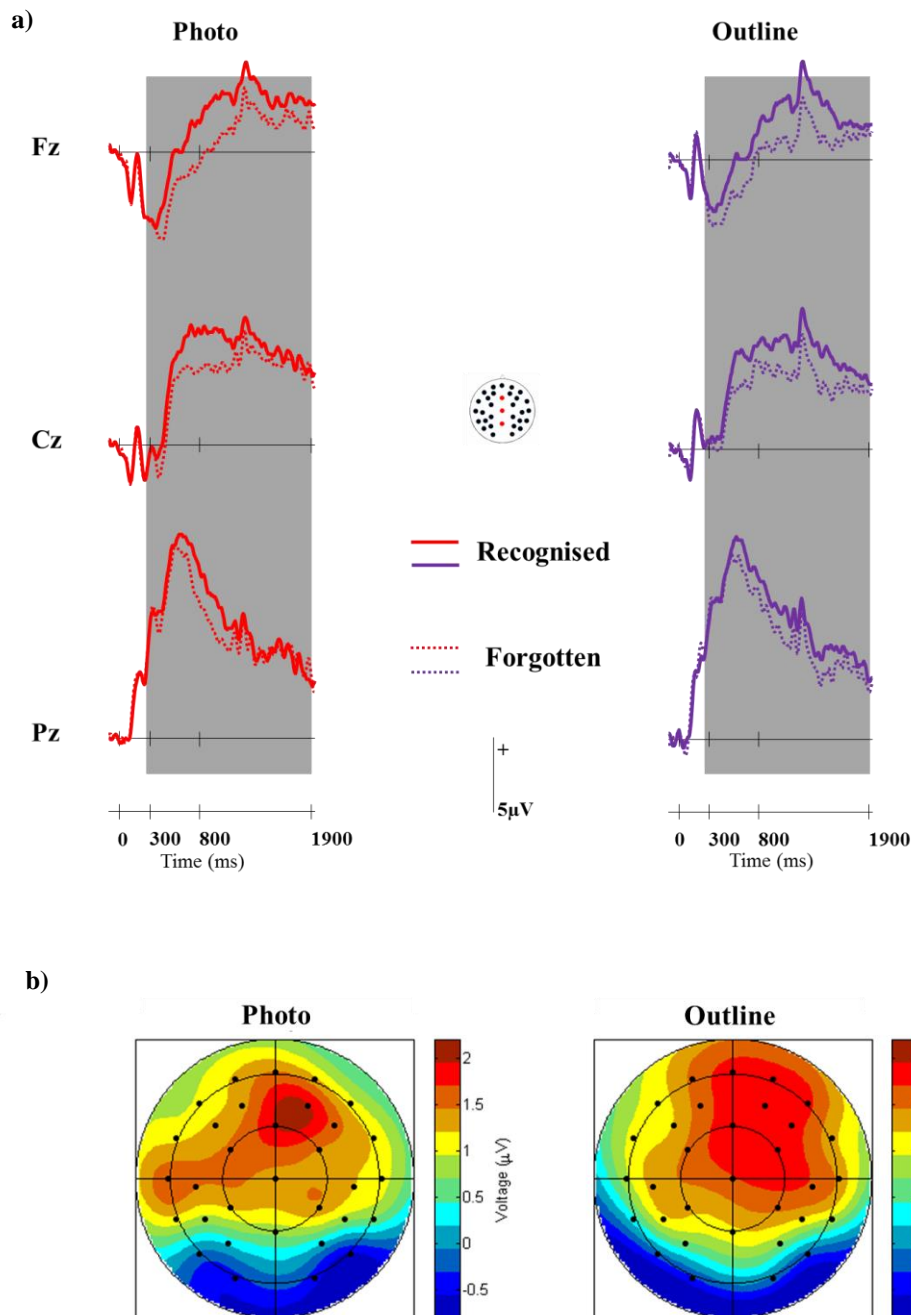 a)
Photo
Outline
Fz
Cz
Recognised
Forgotten
Pz
+
5µV
0 300 800 1900
Time (ms)
0 300 800 1900
Time (ms)
b)
Photo
Outline
2
1.5
1
0.5
0
-0.5
Voltage (µV)